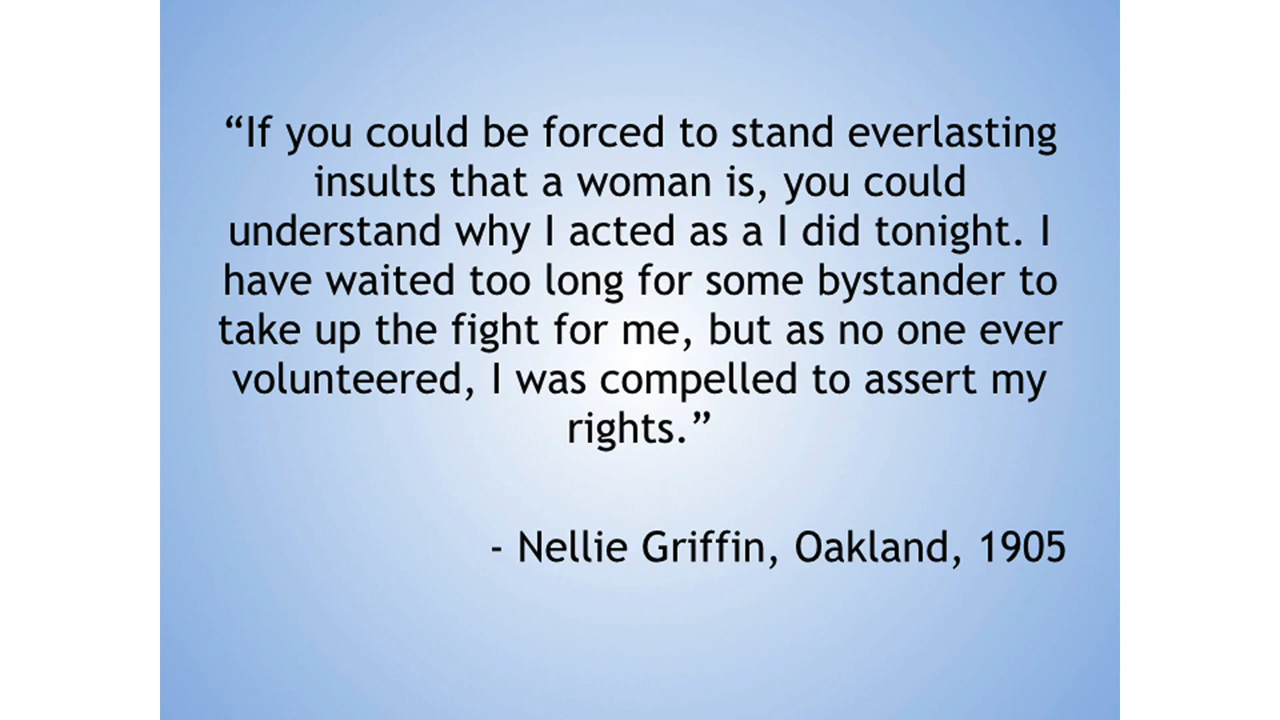 “If you could be forced to stand everlasting
insults that a woman is, you could
understand why I acted as a I did tonight. I
have waited too long for some bystander to
take up the fight for me, but as no one ever
volunteered, I was compelled to assert my
rights.”
- Nellie Griffin, Oakland, 1905